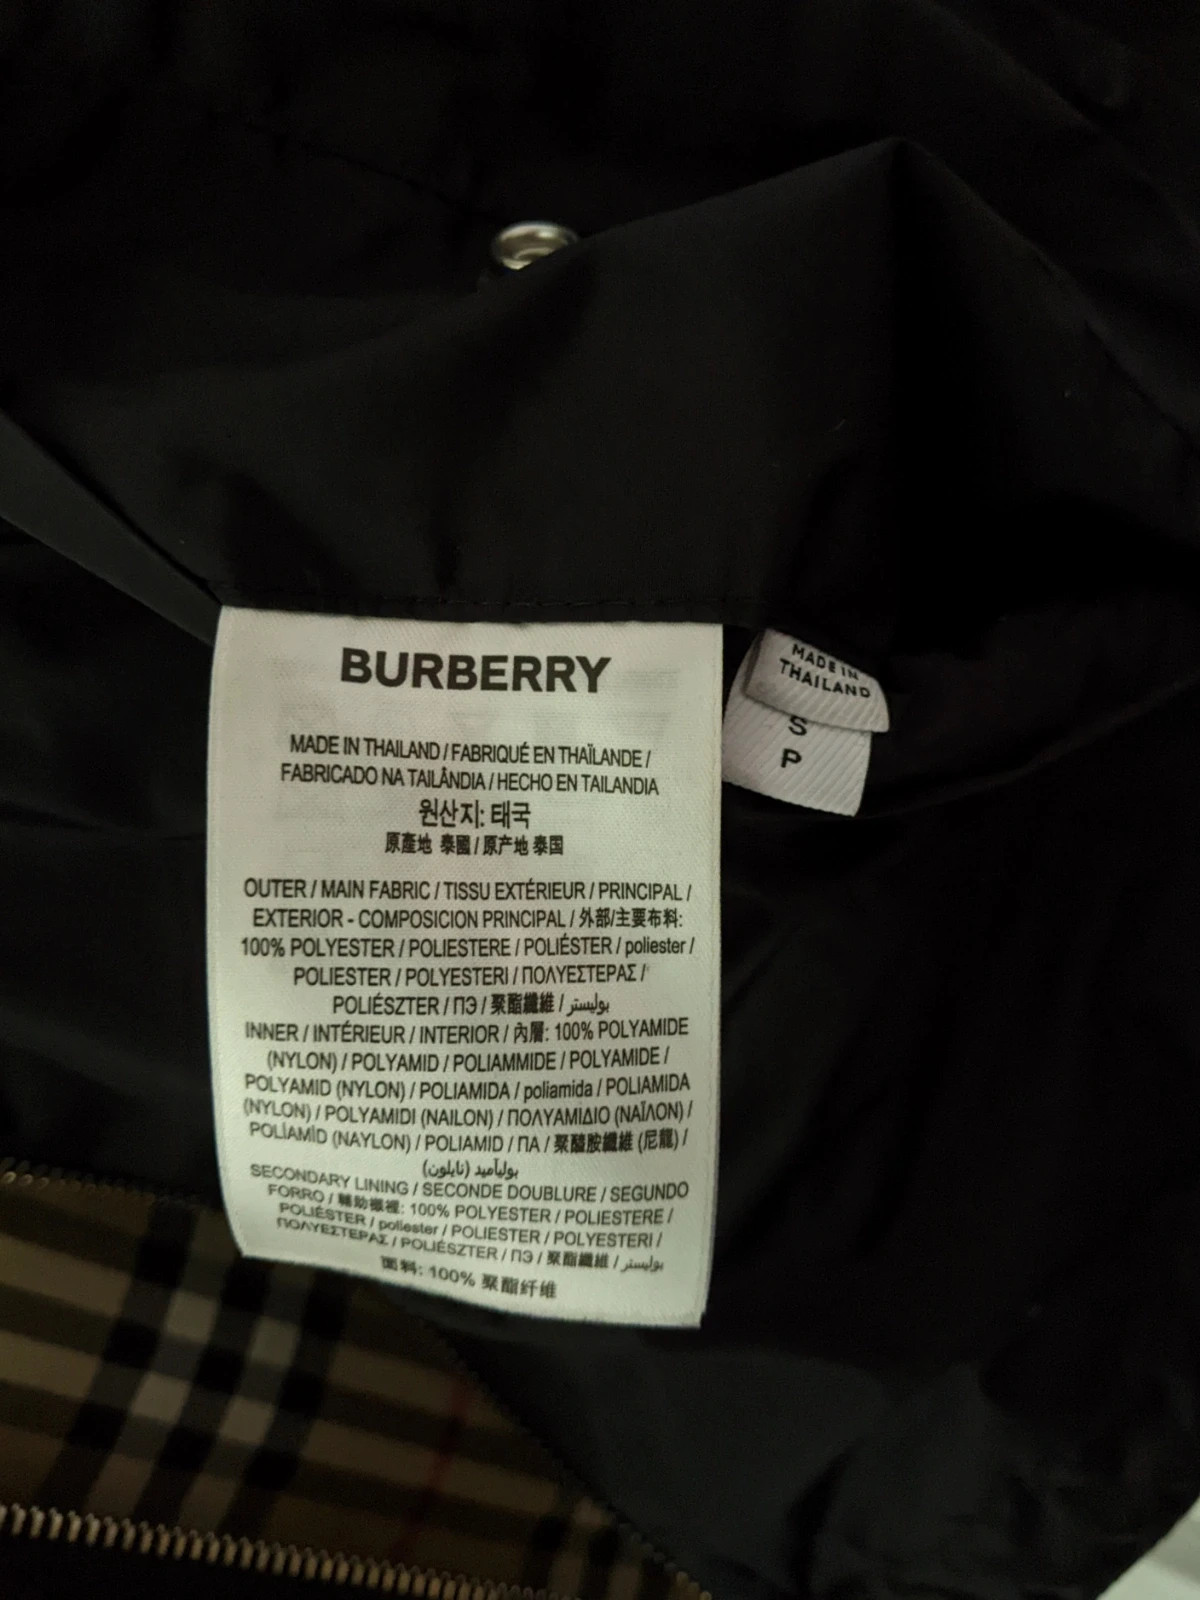 BURBERRY
MADE IN THAILAND / FABRIQUÉ EN THAÏLANDE /
FABRICADO NA TAILÂNDIA / HECHO EN TAILANDIA
원산지: 태국
原產地 泰國 / 原产地 泰国
OUTER / MAIN FABRIC / TISSU EXTÉRIEUR / PRINCIPAL /
EXTERIOR - COMPOSICION PRINCIPAL / 外部/主要布料:
100% POLYESTER / POLIESTERE / POLIÉSTER / poliester /
POLIESTER / POLYESTERI / ΠΟΛΥΕΣΤΕΡΑΣ /
POLIÉSZTER / ПЭ / 聚酯纖維 / بوليستر
INNER / INTÉRIEUR / INTERIOR / 內層: 100% POLYAMIDE
(NYLON) / POLYAMID / POLIAMMIDE / POLYAMIDE /
POLYAMID (NYLON) / POLIAMIDA / poliamida / POLIAMIDA
(NYLON) / POLYAMIDI (NAILON) / ΠΟΛΥΑΜΙΔΙΟ (ΝΑΪΛΟΝ) /
POLÍAMÍD (NAYLON) / POLIAMID / ПА / 聚醯胺纖維 (尼龍) /
بولياميد (نايلون)
SECONDARY LINING / SECONDE DOUBLURE / SEGUNDO
FORRO / 輔助襯裡: 100% POLYESTER / POLIESTERE /
POLIÉSTER / poliester / POLIESTER / POLYESTERI /
ΠΟΛΥΕΣΤΕΡΑΣ / POLIÉSZTER / ПЭ / 聚酯纖維 / بوليستر
面料: 100% 聚酯纤维
MADE IN
THAILAND
S
P